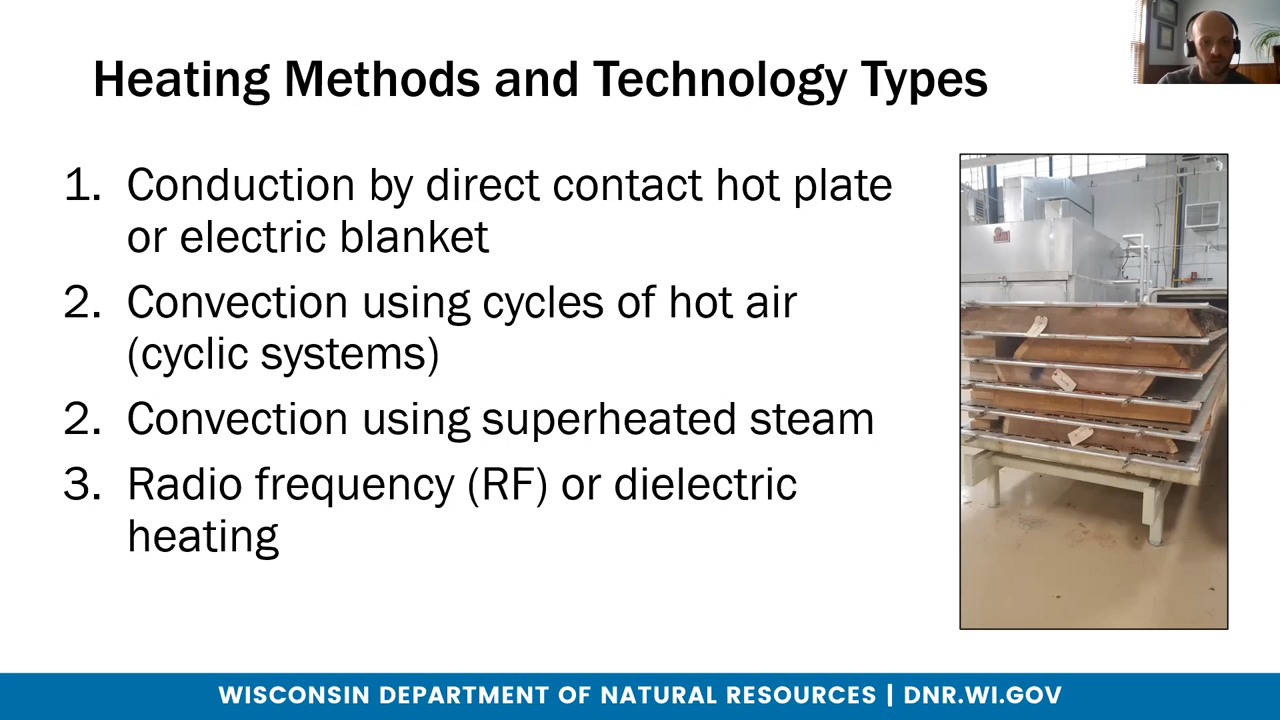 Heating Methods and Technology Types
1. Conduction by direct contact hot plate
or electric blanket
2. Convection using cycles of hot air
(cyclic systems)
2. Convection using superheated steam
3. Radio frequency (RF) or dielectric
heating
WISCONSIN DEPARTMENT OF NATURAL RESOURCES | DNR.WI.GOV